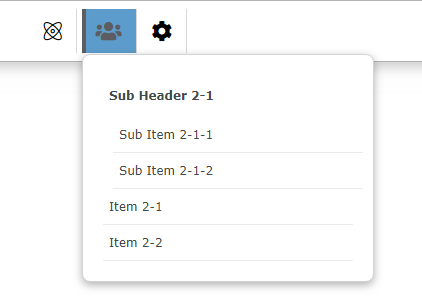 Sub Header 2-1
Sub Item 2-1-1
Sub Item 2-1-2
Item 2-1
Item 2-2